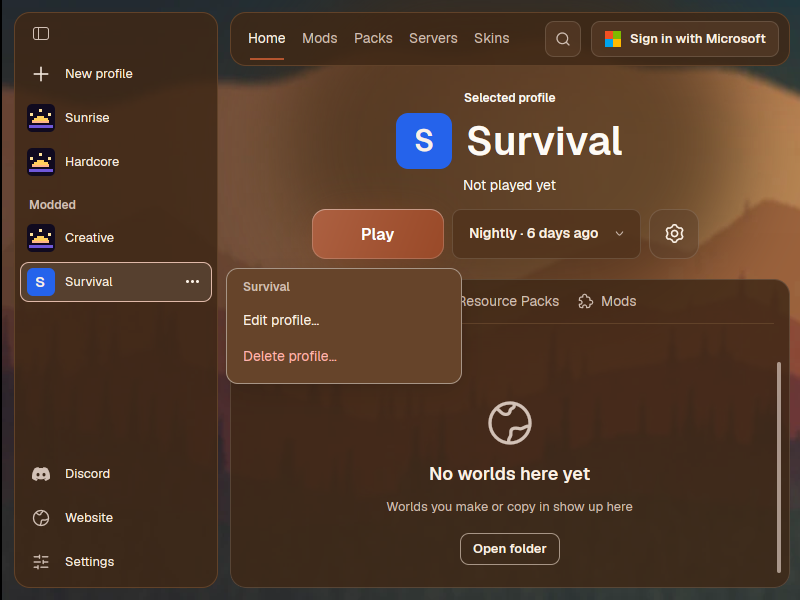 New profile
Sunrise
Hardcore
Modded
Creative
S Survival
Discord
Website
Settings
Home Mods Packs Servers Skins
Sign in with Microsoft
Selected profile
S Survival
Not played yet
Play
Nightly · 6 days ago
Survival
Edit profile...
Delete profile...
Resource Packs Mods
No worlds here yet
Worlds you make or copy in show up here
Open folder